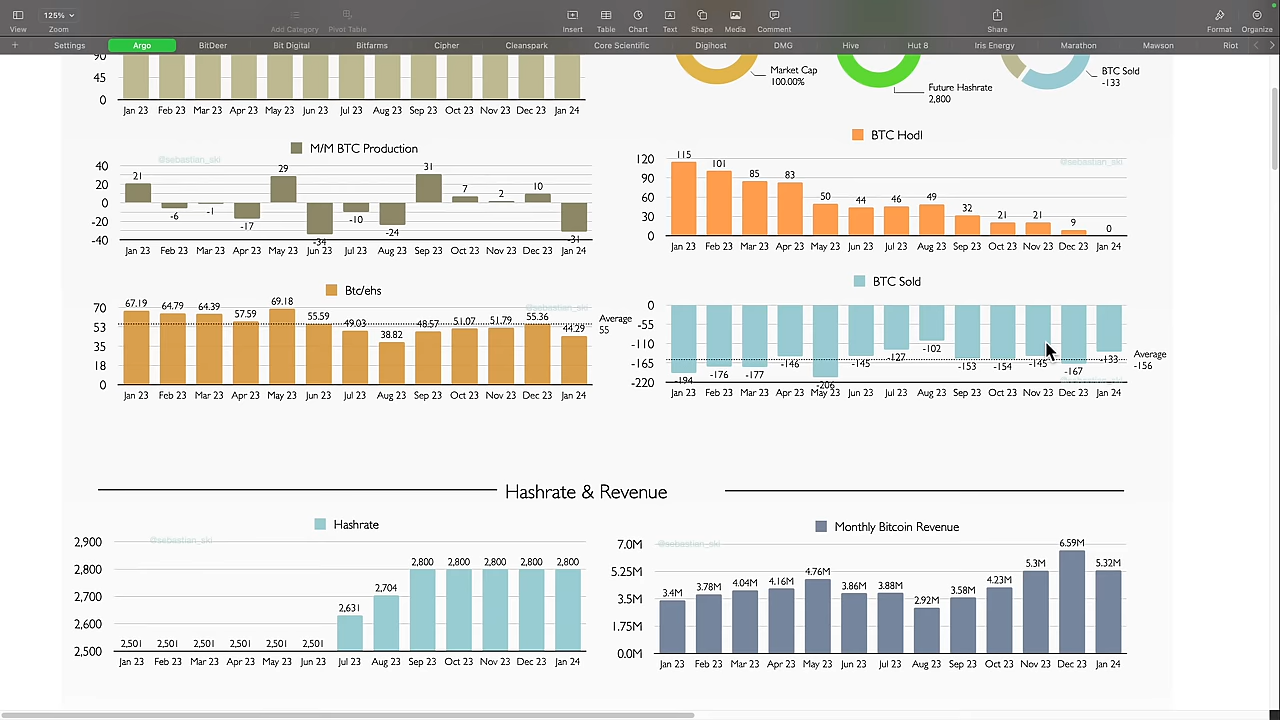 125%
View
Zoom
Add Category
Pivot Table
Insert
Table
Chart
Text
Shape
Media
Comment
Share
Format
Organize
Settings
Argo
BitDeer
Bit Digital
Bitfarms
Cipher
Cleanspark
Core Scientific
Digihost
DMG
Hive
Hut 8
Iris Energy
Marathon
Mawson
Riot
90
45
0
Jan 23 Feb 23 Mar 23 Apr 23 May 23 Jun 23 Jul 23 Aug 23 Sep 23 Oct 23 Nov 23 Dec 23 Jan 24
Market Cap
100.00%
Future Hashrate
2,800
BTC Sold
-133
M/M BTC Production
@sebastian_ski
40
20
0
-20
-40
21 -6 -1 -17 29 -34 -10 -24 31 7 2 10 -31
Jan 23 Feb 23 Mar 23 Apr 23 May 23 Jun 23 Jul 23 Aug 23 Sep 23 Oct 23 Nov 23 Dec 23 Jan 24
BTC Hodl
@sebastian_ski
120
90
60
30
0
115 101 85 83 50 44 46 49 32 21 21 9 0
Jan 23 Feb 23 Mar 23 Apr 23 May 23 Jun 23 Jul 23 Aug 23 Sep 23 Oct 23 Nov 23 Dec 23 Jan 24
Btc/ehs
@sebastian_ski
70
53
35
18
0
67.19 64.79 64.39 57.59 69.18 55.59 49.03 38.82 48.57 51.07 51.79 55.36 44.29
Average
55
Jan 23 Feb 23 Mar 23 Apr 23 May 23 Jun 23 Jul 23 Aug 23 Sep 23 Oct 23 Nov 23 Dec 23 Jan 24
BTC Sold
0
-55
-110
-165
-220
-194 -176 -177 -146 -206 -145 -127 -102 -153 -154 -145 -167 -133
Average
-156
Jan 23 Feb 23 Mar 23 Apr 23 May 23 Jun 23 Jul 23 Aug 23 Sep 23 Oct 23 Nov 23 Dec 23 Jan 24
Hashrate & Revenue
Hashrate
@sebastian_ski
2,900
2,800
2,700
2,600
2,500
2,501 2,501 2,501 2,501 2,501 2,501 2,631 2,704 2,800 2,800 2,800 2,800 2,800
Jan 23 Feb 23 Mar 23 Apr 23 May 23 Jun 23 Jul 23 Aug 23 Sep 23 Oct 23 Nov 23 Dec 23 Jan 24
Monthly Bitcoin Revenue
@sebastian_ski
7.0M
5.25M
3.5M
1.75M
0.0M
3.4M 3.78M 4.04M 4.16M 4.76M 3.86M 3.88M 2.92M 3.58M 4.23M 5.3M 6.59M 5.32M
Jan 23 Feb 23 Mar 23 Apr 23 May 23 Jun 23 Jul 23 Aug 23 Sep 23 Oct 23 Nov 23 Dec 23 Jan 24